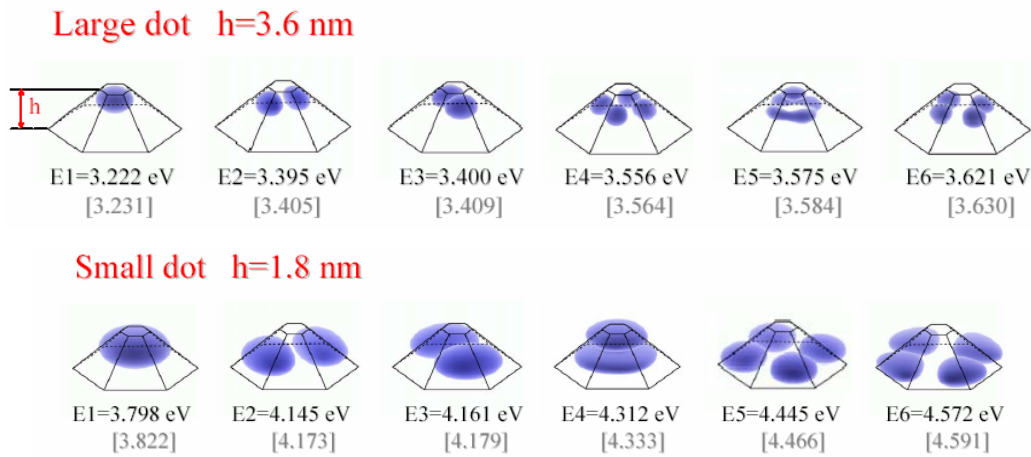 Large dot h=3.6 nm
h
E1=3.222 eV E2=3.395 eV E3=3.400 eV E4=3.556 eV E5=3.575 eV E6=3.621 eV
[3.231] [3.405] [3.409] [3.564] [3.584] [3.630]
Small dot h=1.8 nm
E1=3.798 eV E2=4.145 eV E3=4.161 eV E4=4.312 eV E5=4.445 eV E6=4.572 eV
[3.822] [4.173] [4.179] [4.333] [4.466] [4.591]